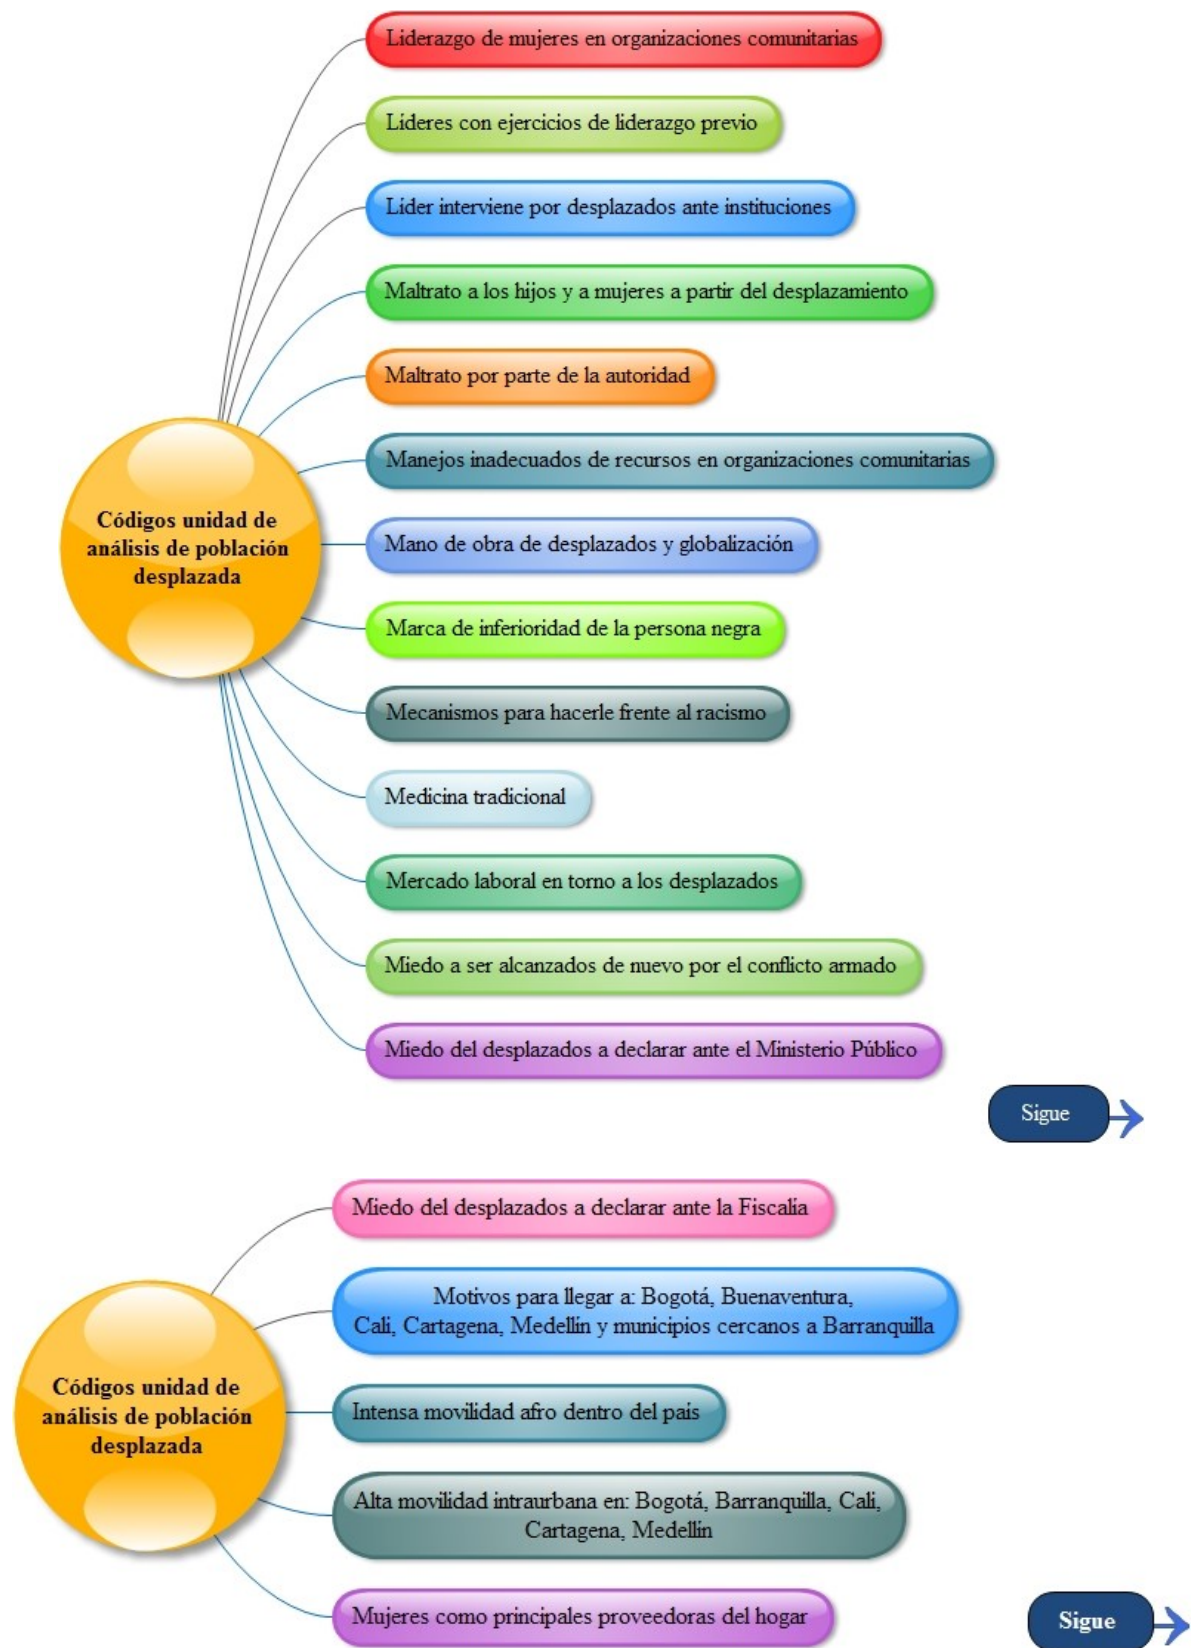 Liderazgo de mujeres en organizaciones comunitarias
Líderes con ejercicios de liderazgo previo
Líder interviene por desplazados ante instituciones
Maltrato a los hijos y a mujeres a partir del desplazamiento
Maltrato por parte de la autoridad
Manejos inadecuados de recursos en organizaciones comunitarias
Códigos unidad de
análisis de población
desplazada
Mano de obra de desplazados y globalización
Marca de inferioridad de la persona negra
Mecanismos para hacerle frente al racismo
Medicina tradicional
Mercado laboral en torno a los desplazados
Miedo a ser alcanzados de nuevo por el conflicto armado
Miedo del desplazados a declarar ante el Ministerio Público
Sigue
Miedo del desplazados a declarar ante la Fiscalía
Motivos para llegar a: Bogotá, Buenaventura,
Cali, Cartagena, Medellín y municipios cercanos a Barranquilla
Códigos unidad de
análisis de población
desplazada
Intensa movilidad afro dentro del país
Alta movilidad intraurbana en: Bogotá, Barranquilla, Cali,
Cartagena, Medellín
Mujeres como principales proveedoras del hogar
Sigue